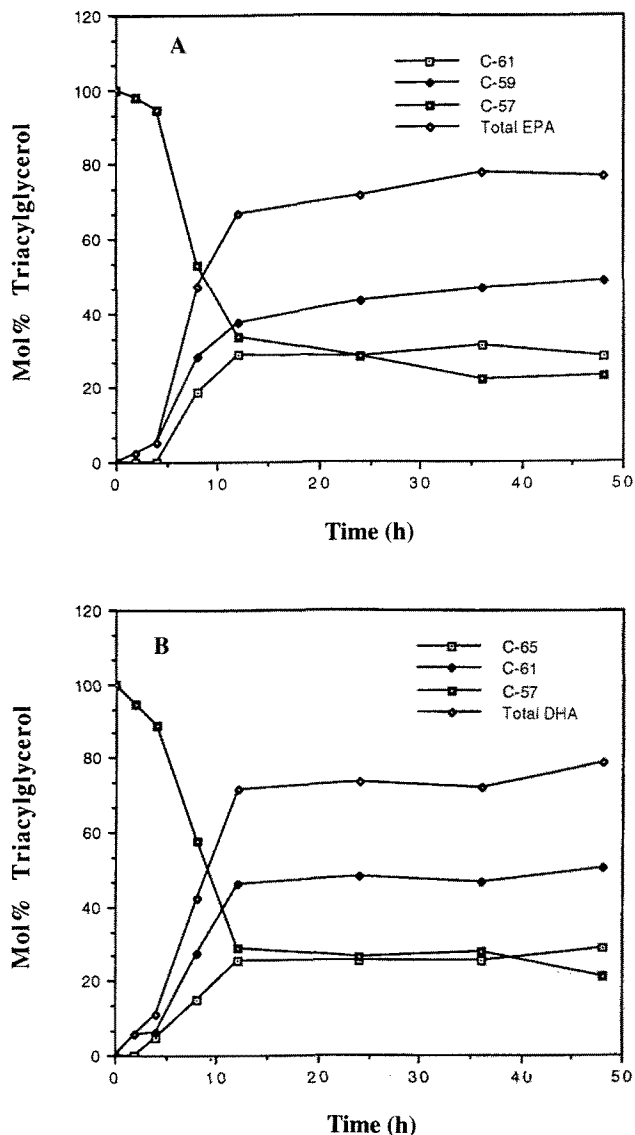 A
C-61
C-59
C-57
Total EPA
120
100
80
60
40
20
0
Mol% Triacylglycerol
0 10 20 30 40 50
Time (h)
B
C-65
C-61
C-57
Total DHA
120
100
80
60
40
20
0
Mol% Triacylglycerol
0 10 20 30 40 50
Time (h)